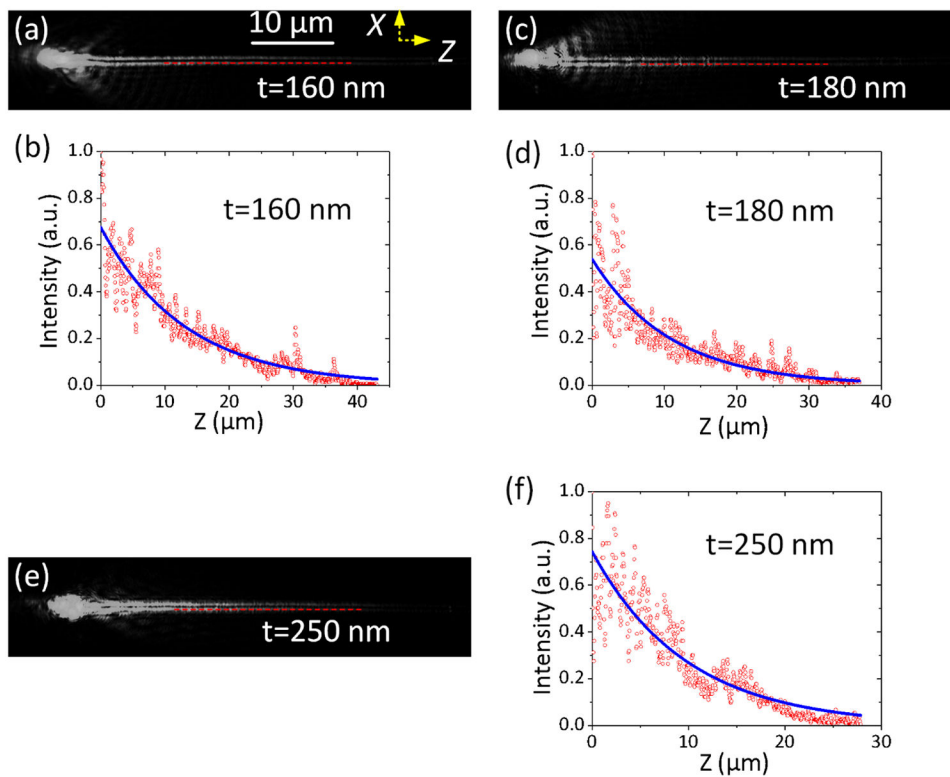 (a)
10 µm
X
Z
t=160 nm
(c)
t=180 nm
(b)
1.0
0.8
0.6
0.4
0.2
0.0
Intensity (a.u.)
t=160 nm
0 10 20 30 40
Z (µm)
(d)
1.0
0.8
0.6
0.4
0.2
0.0
Intensity (a.u.)
t=180 nm
0 10 20 30 40
Z (µm)
(e)
t=250 nm
(f)
1.0
0.8
0.6
0.4
0.2
0.0
Intensity (a.u.)
t=250 nm
0 10 20 30
Z (µm)